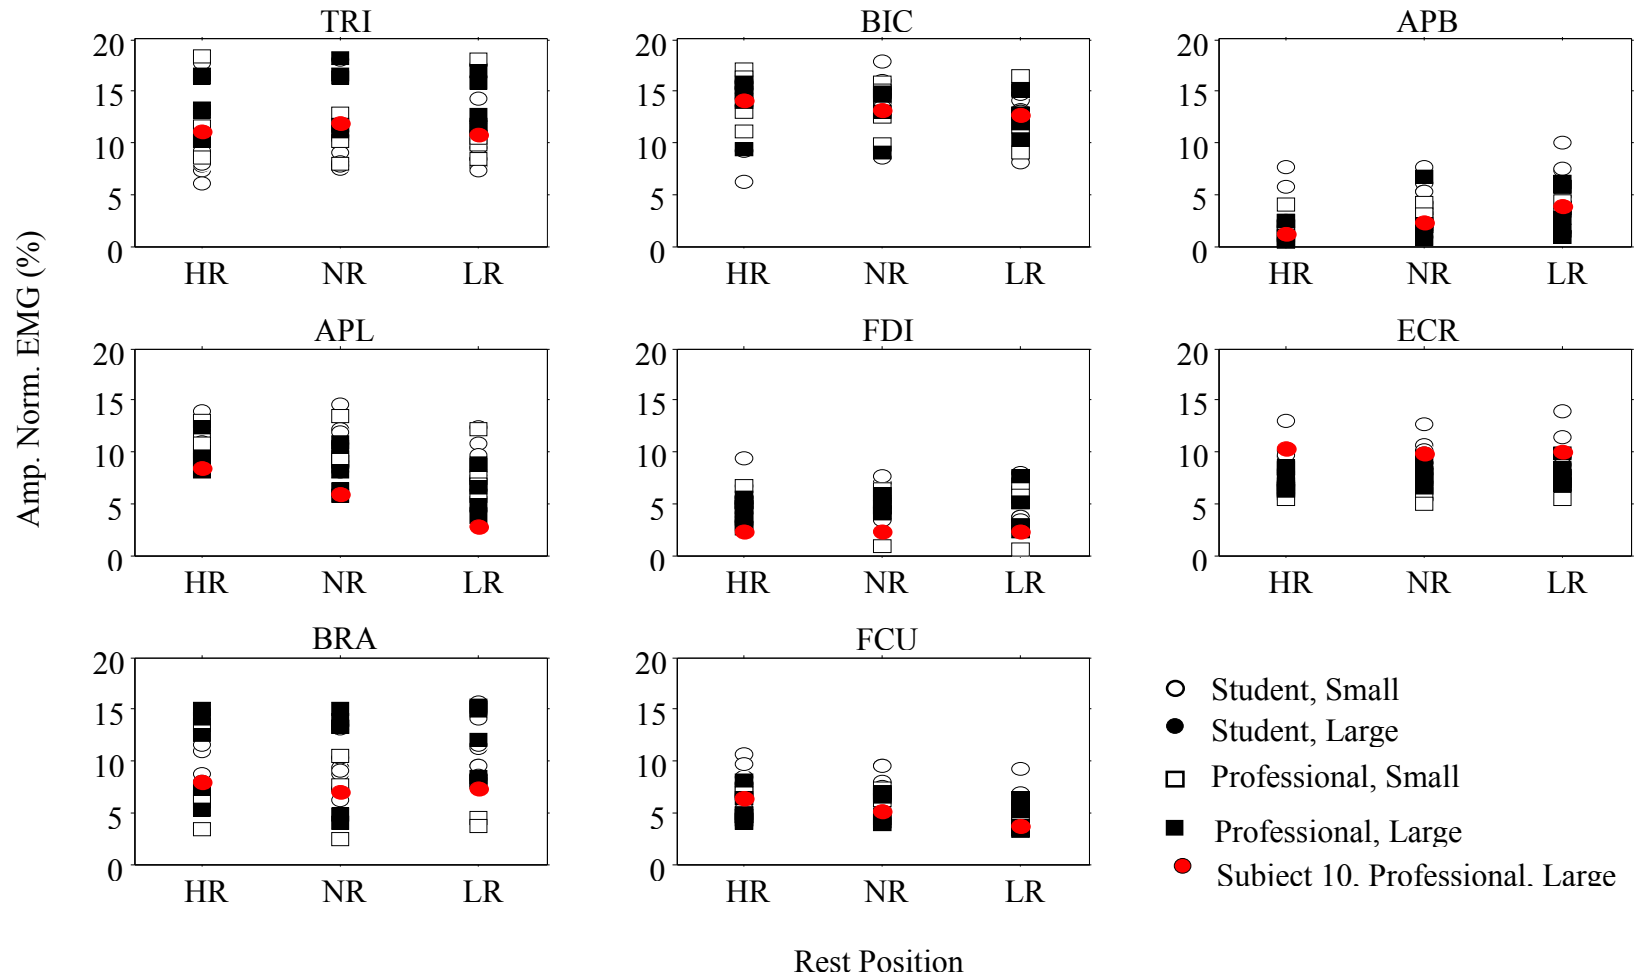 TRI
BIC
APB
20
15
10
5
0
HR NR LR
20
15
10
5
0
HR NR LR
20
15
10
5
0
HR NR LR
Amp. Norm. EMG (%)
APL
FDI
ECR
20
15
10
5
0
HR NR LR
20
15
10
5
0
HR NR LR
20
15
10
5
0
HR NR LR
BRA
FCU
20
15
10
5
0
HR NR LR
20
15
10
5
0
HR NR LR
Student, Small
Student, Large
Professional, Small
Professional, Large
Subject 10, Professional, Large
Rest Position